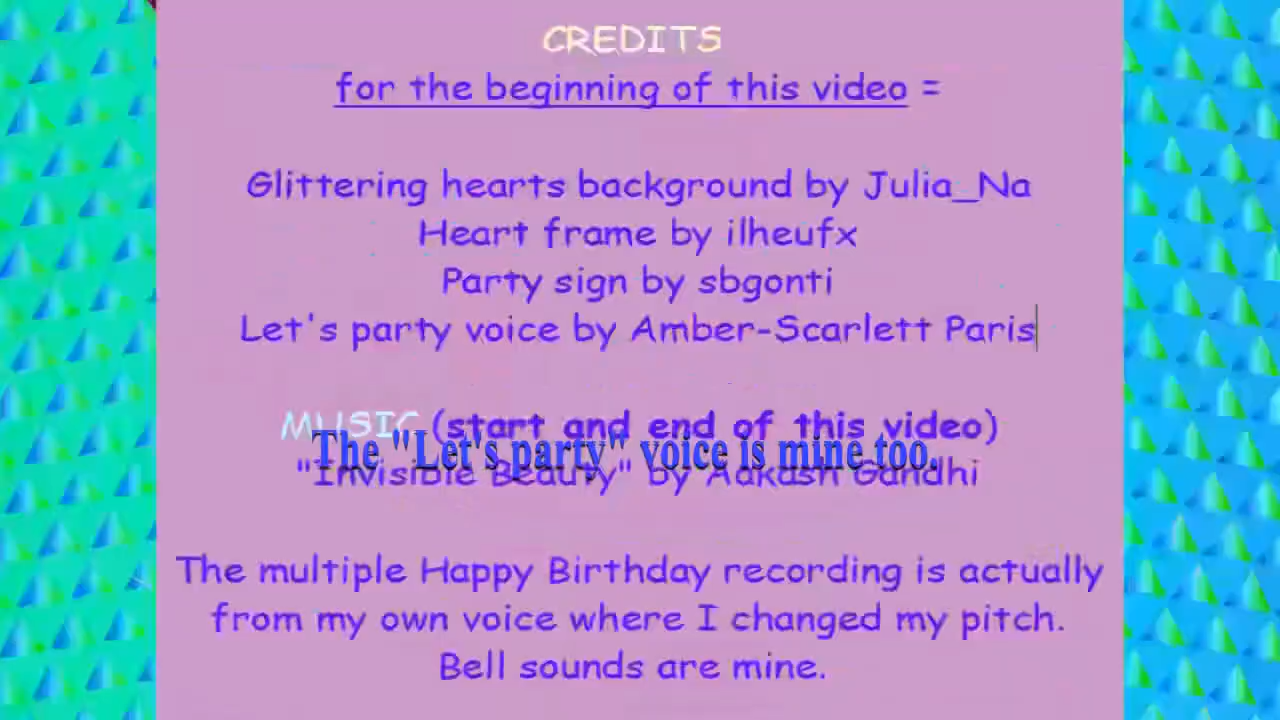 CREDITS
for the beginning of this video =
Glittering hearts background by Julia_Na
Heart frame by ilheufx
Party sign by sbgonti
Let's party voice by Amber-Scarlett Paris
MUSIC (start and end of this video)
The "Let's party" voice is mine too.
"Invisible Beauty" by Aakash Gandhi
The multiple Happy Birthday recording is actually
from my own voice where I changed my pitch.
Bell sounds are mine.